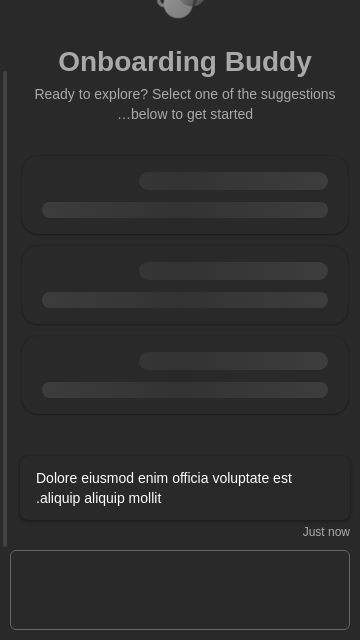 Onboarding Buddy
Ready to explore? Select one of the suggestions
…below to get started
Dolore eiusmod enim officia voluptate est
.aliquip aliquip mollit
Just now